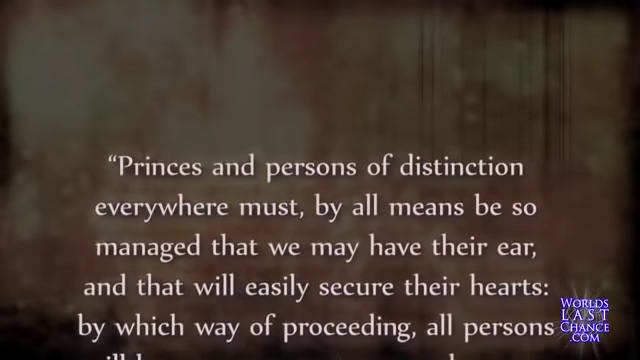 “Princes and persons of distinction
everywhere must, by all means be so
managed that we may have their ear,
and that will easily secure their hearts:
by which way of proceeding, all persons
WORLDS
LAST
CHANCE
.COM